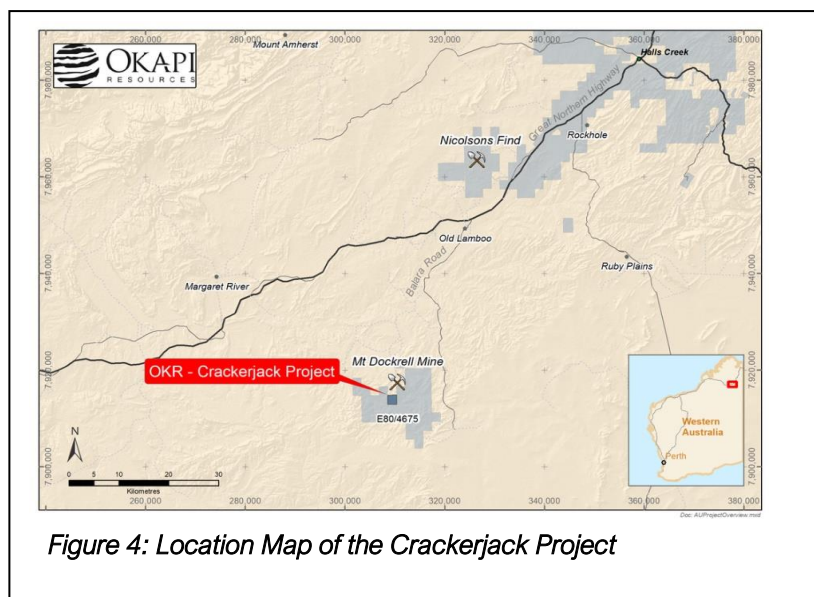 260,000 280,000 300,000 320,000 340,000 360,000 380,000
OKAPI
RESOURCES
Mount Amherst
Halls Creek
7,980,000
7,980,000
Great Northern Highway
Rockhole
Nicolsons Find
7,960,000
7,960,000
Old Lamboo
Balara Road
Ruby Plains
Margaret River
7,940,000
7,940,000
Mt Dockrell Mine
OKR - Crackerjack Project
E80/4675
7,920,000
7,920,000
Western
Australia
Perth
N
0 5 10 20 30
Kilometres
7,900,000
7,900,000
260,000 280,000 300,000 320,000 340,000 360,000 380,000
Doc: AUProjectOverview.mxd
Figure 4: Location Map of the Crackerjack Project